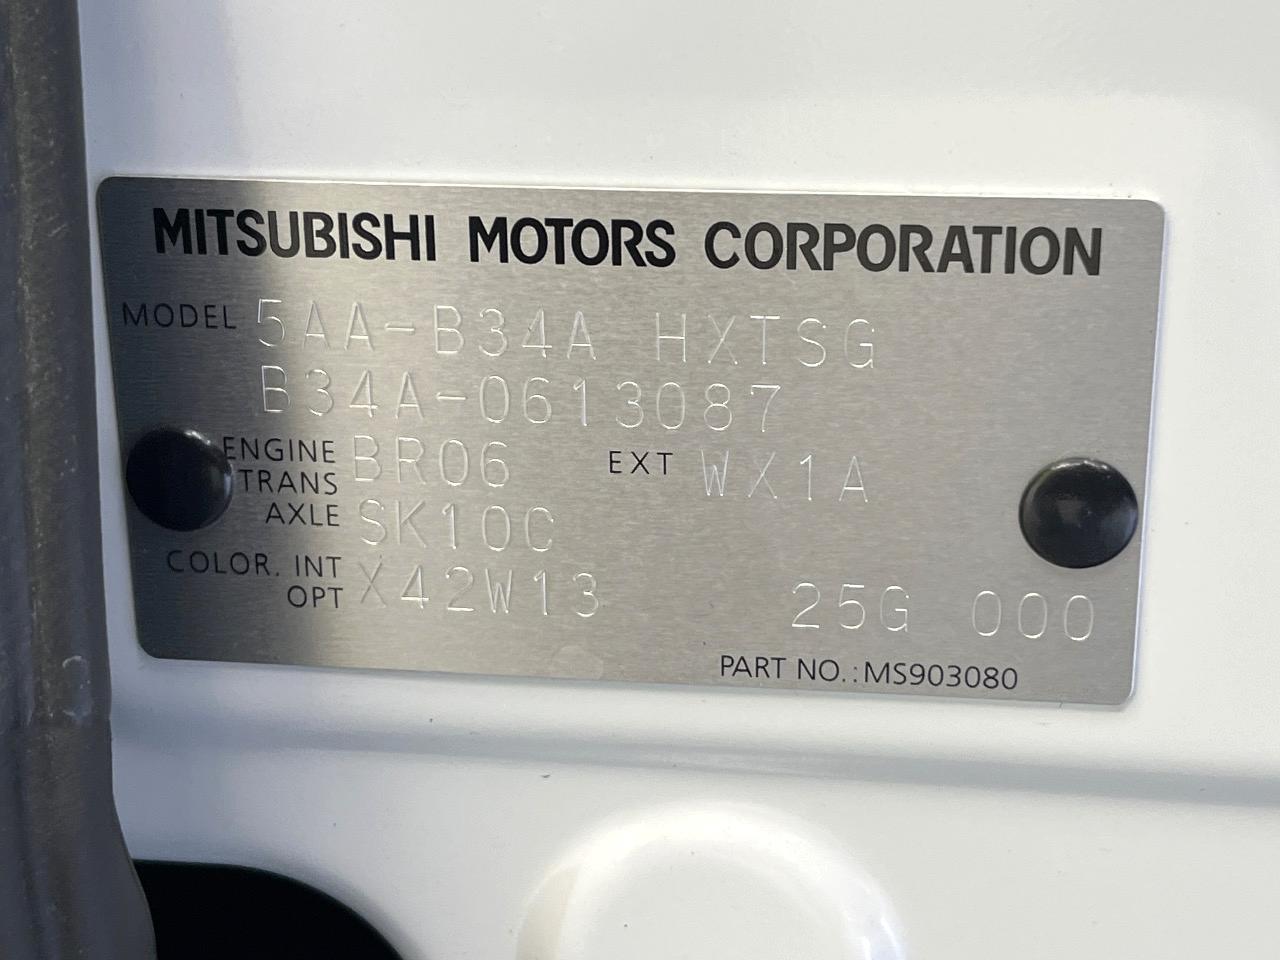 MITSUBISHI MOTORS CORPORATION
MODEL 5AA-B34A HXTSG
B34A-0613087
ENGINE BR06 EXT WX1A
TRANS
AXLE SK10C
COLOR. INT X42W13
OPT 25G 000
PART NO.:MS903080